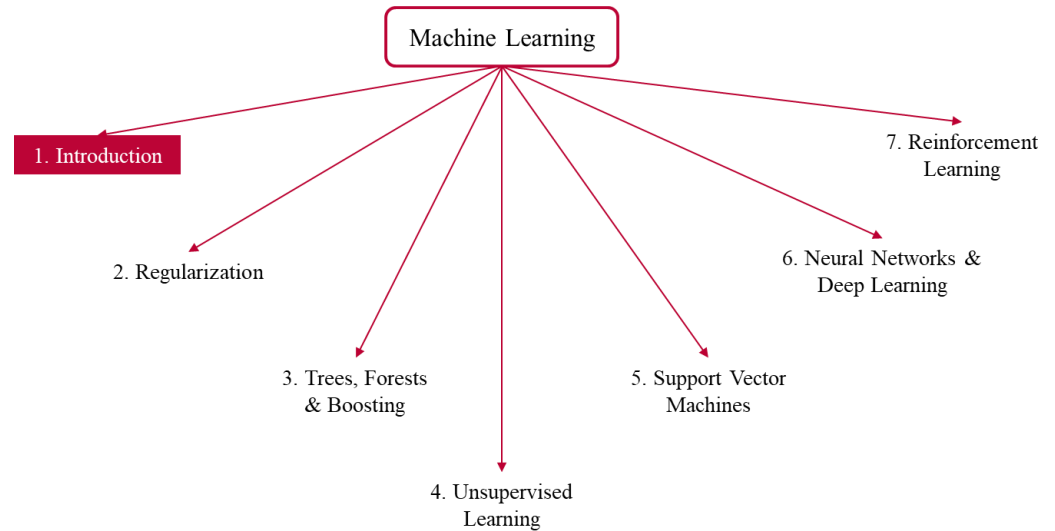 Machine Learning
1. Introduction
2. Regularization
3. Trees, Forests
& Boosting
4. Unsupervised
Learning
5. Support Vector
Machines
6. Neural Networks &
Deep Learning
7. Reinforcement
Learning